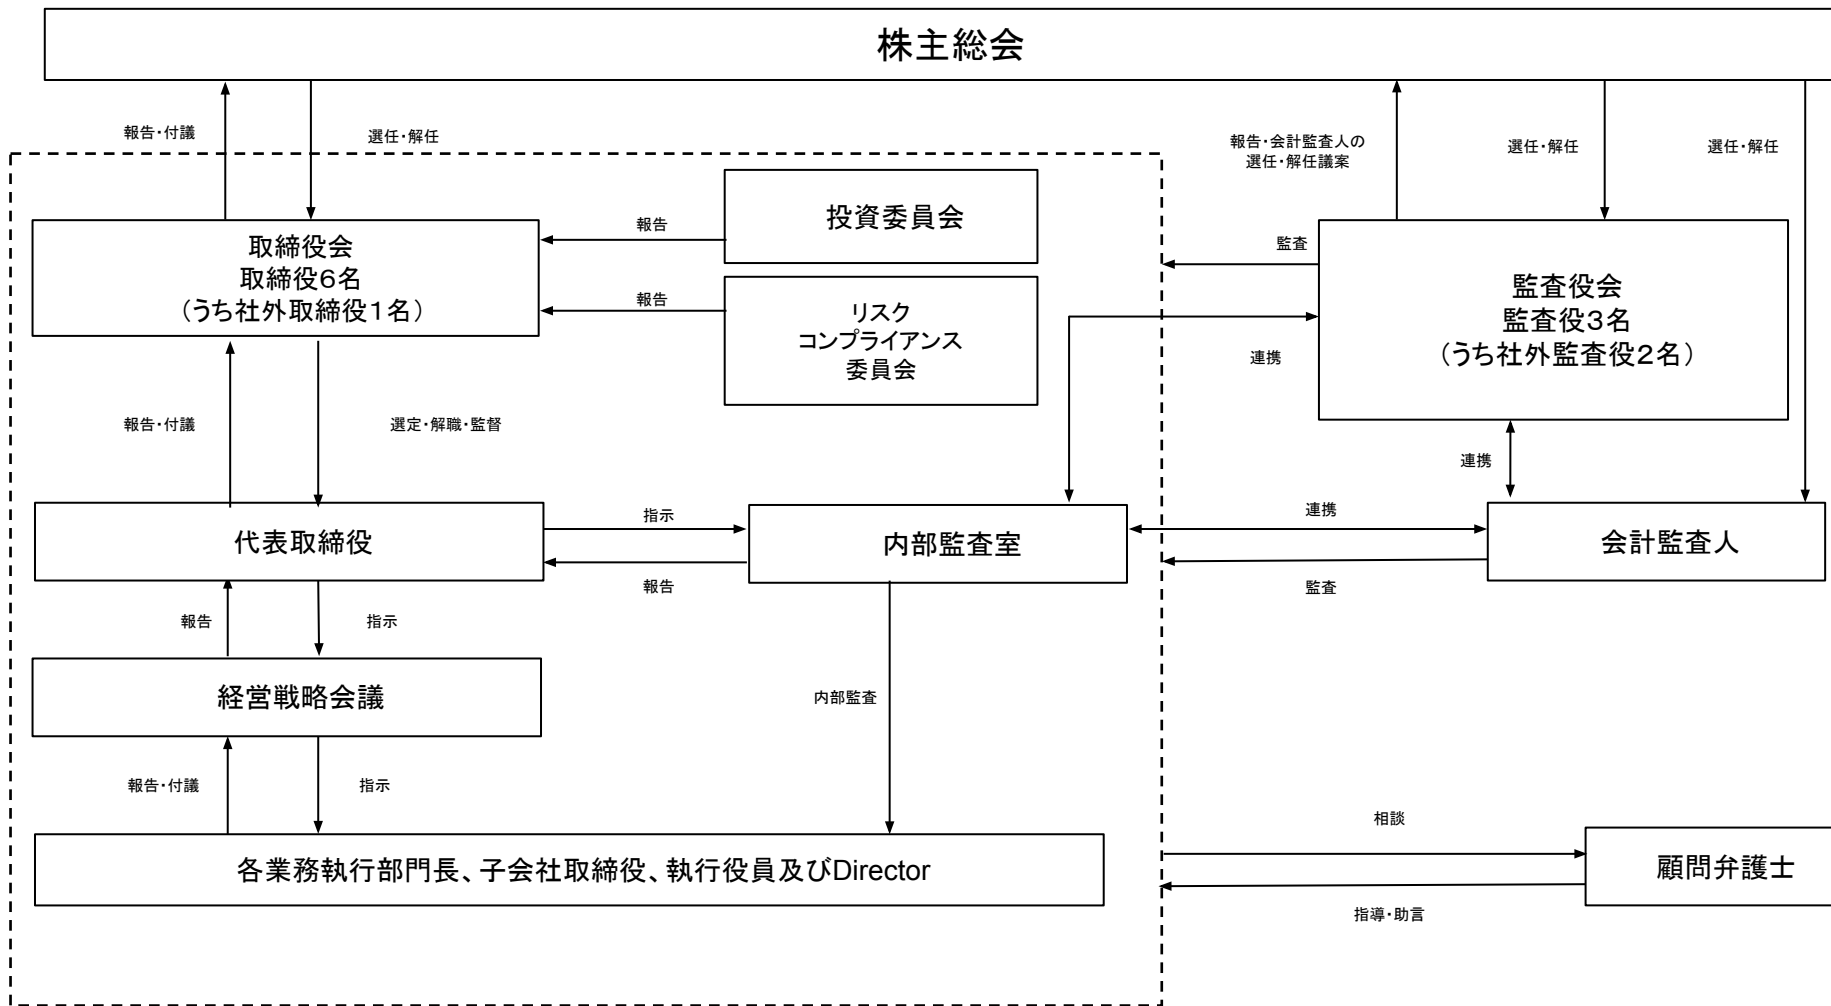 株主総会
報告・付議
選任・解任
報告・会計監査人の
選任・解任議案
選任・解任
選任・解任
取締役会
取締役6名
（うち社外取締役1名）
報告
投資委員会
報告
リスク
コンプライアンス
委員会
監査
連携
監査役会
監査役3名
（うち社外監査役2名）
報告・付議
選定・解職・監督
連携
代表取締役
指示
報告
内部監査室
連携
監査
会計監査人
報告
指示
経営戦略会議
内部監査
報告・付議
指示
各業務執行部門長、子会社取締役、執行役員及びDirector
相談
指導・助言
顧問弁護士